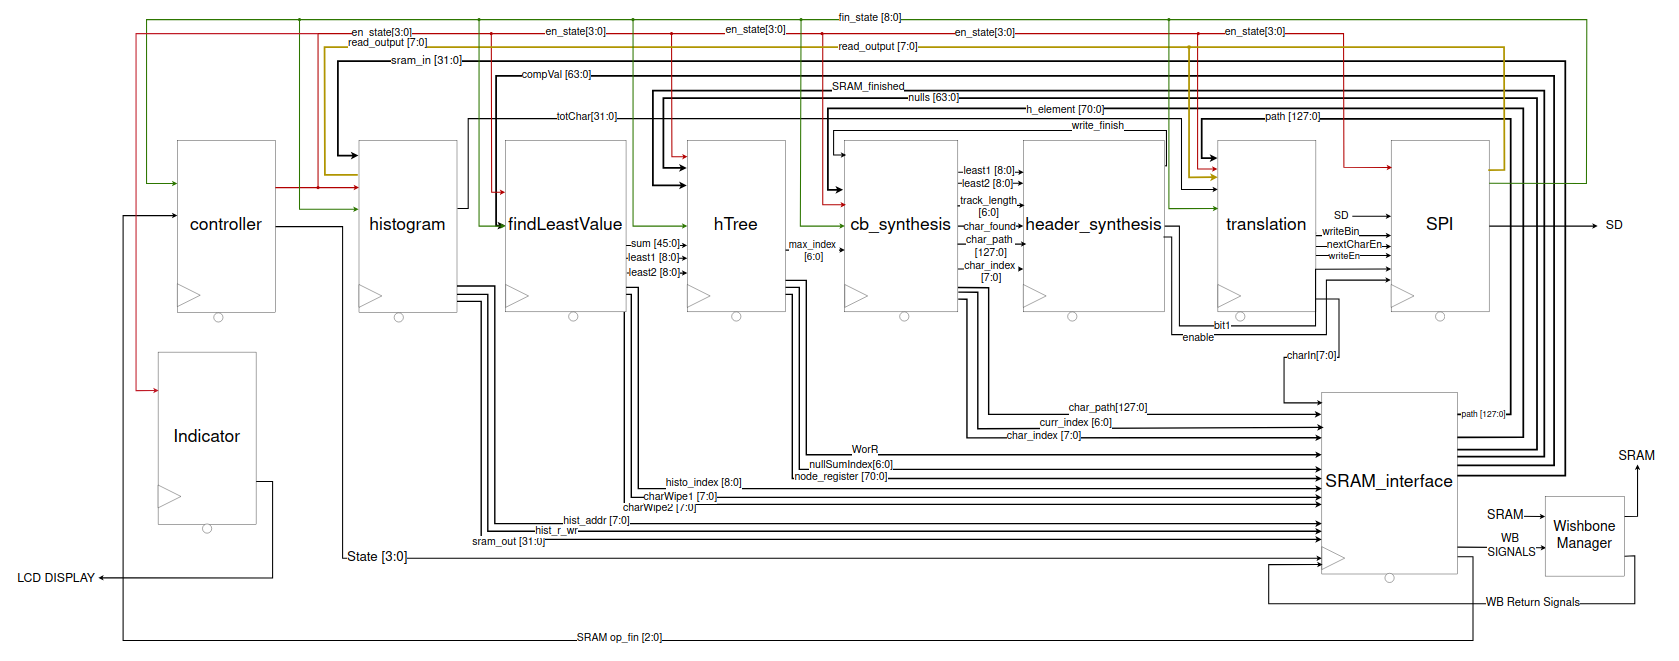 fin_state [8:0]
en_state[3:0]
en_state[3:0]
en_state[3:0]
en_state[3:0]
en_state[3:0]
read_output [7:0]
read_output [7:0]
sram_in [31:0]
compVal [63:0]
SRAM_finished
nulls [63:0]
h_element [70:0]
totChar[31:0]
path [127:0]
write_finish
controller
histogram
findLeastValue
hTree
cb_synthesis
header_synthesis
translation
SPI
least1 [8:0]
least2 [8:0]
track_length
[6:0]
char_found
char_path
[127:0]
char_index
[7:0]
sum [45:0]
least1 [8:0]
least2 [8:0]
max_index
[6:0]
SD
writeBin
nextCharEn
writeEn
SD
bit1
enable
charIn[7:0]
Indicator
char_path[127:0]
curr_index [6:0]
char_index [7:0]
path [127:0]
WorR
nullSumIndex[6:0]
node_register [70:0]
histo_index [8:0]
charWipe1 [7:0]
charWipe2 [7:0]
hist_addr [7:0]
hist_r_wr
sram_out [31:0]
State [3:0]
SRAM_interface
SRAM
SRAM
WB
SIGNALS
Wishbone
Manager
LCD DISPLAY
WB Return Signals
SRAM op_fin [2:0]